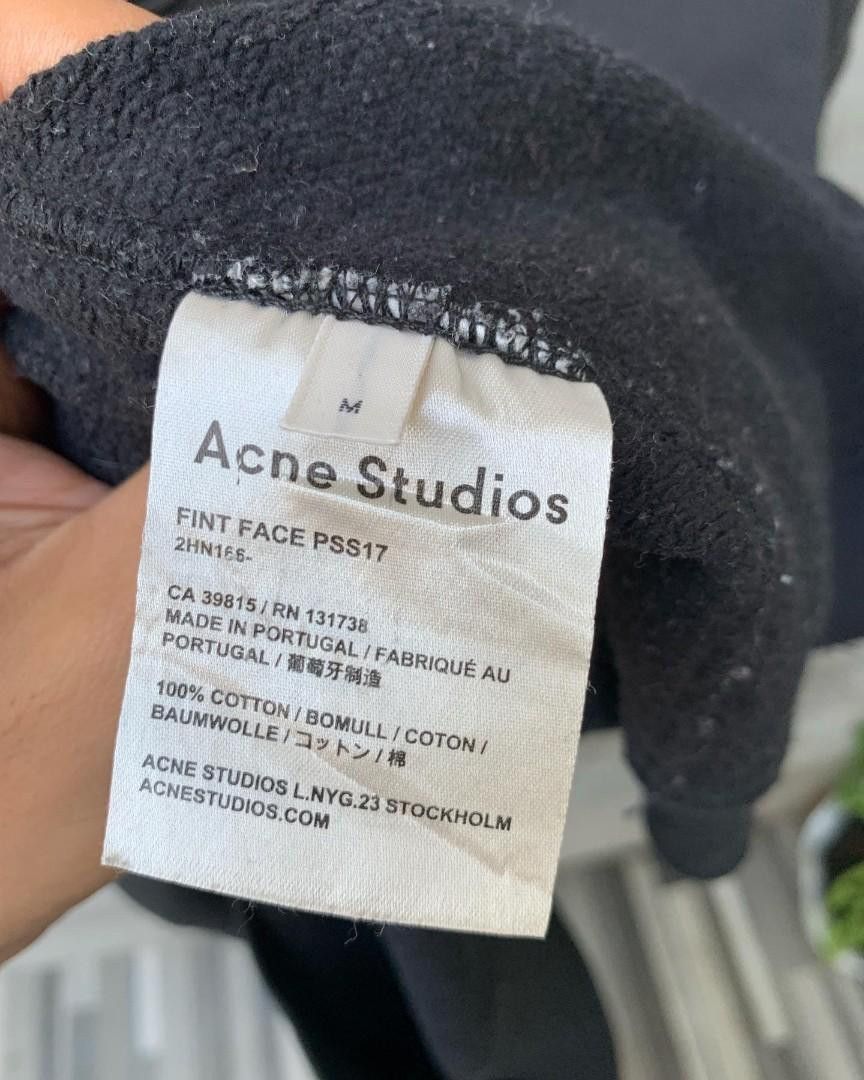 M
Acne Studios
FINT FACE PSS17
2HN166-
CA 39815 / RN 131738
MADE IN PORTUGAL / FABRIQUÉ AU
PORTUGAL / 葡萄牙制造
100% COTTON / BOMULL / COTON /
BAUMWOLLE / コットン / 棉
ACNE STUDIOS L.NYG.23 STOCKHOLM
ACNESTUDIOS.COM